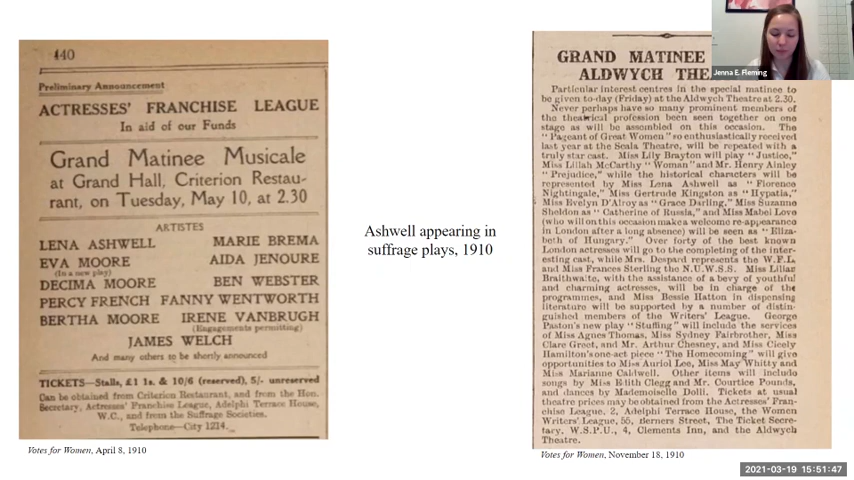 140
Preliminary Announcement
ACTRESSES' FRANCHISE LEAGUE
In aid of our Funds
Grand Matinee Musicale
at Grand Hall, Criterion Restau-
rant, on Tuesday, May 10, at 2.30
ARTISTES
LENA ASHWELL MARIE BREMA
EVA MOORE AIDA JENOURE
(In a new play)
DECIMA MOORE BEN WEBSTER
PERCY FRENCH FANNY WENTWORTH
BERTHA MOORE IRENE VANBRUGH
(Engagements permitting)
JAMES WELCH
And many others to be shortly announced
TICKETS—Stalls, £1 1s. & 10/6 (reserved), 5/- unreserved
Can be obtained from Criterion Restaurant, and from the Hon.
Secretary, Actresses' Franchise League, Adelphi Terrace House,
W.C., and from the Suffrage Societies.
Telephone—City 1214.
Votes for Women, April 8, 1910
Ashwell appearing in
suffrage plays, 1910
GRAND MATINEE
ALDWYCH THE
Particular interest centres in the special matinee to
be given to-day (Friday) at the Aldwych Theatre at 2.30.
Never perhaps have so many prominent members of
the theatrical profession been seen together on one
stage as will be assembled on this occasion. The
"Pageant of Great Women" so enthusiastically received
last year at the Scala Theatre, will be repeated with a
truly star cast. Miss Lily Brayton will play "Justice,"
Miss Lillah McCarthy "Woman" and Mr. Henry Ainley
"Prejudice," while the historical characters will be
represented by Miss Lena Ashwell as "Florence
Nightingale," Miss Gertrude Kingston as "Hypatia,"
Miss Evelyn D'Alroy as "Grace Darling," Miss Suzanne
Sheldon as "Catherine of Russia," and Miss Mabel Love
(who will on this occasion make a welcome re-appearance
in London after a long absence) will be seen as "Eliza-
beth of Hungary." Over forty of the best known
London actresses will go to the completion of the inter-
esting cast, while Mrs. Despard represents the W.F.L.
and Miss Frances Sterling the N.U.W.S.S. Miss Lilian
Braithwaite, with the assistance of a bevy of youthful
and charming actresses, will be in charge of the
programmes, and Miss Bessie Hatton in dispensing
literature will be supported by a number of distin-
guished members of the Writers' League. George
Paston's new play "Stuffing" will include the services
of Miss Agnes Thomas, Miss Sydney Fairbrother, Miss
Clare Greet, and Mr. Arthur Chesney, and Miss Cicely
Hamilton's one-act piece "The Homecoming" will give
opportunities to Miss Auriol Lee, Miss May Whitty and
Miss Marianne Caldwell. Other items will include
songs by Miss Edith Clegg and Mr. Courtice Pounds,
and dances by Mademoiselle Dolli. Tickets at usual
theatre prices may be obtained from the Actresses' Fran-
chise League, 2, Adelphi Terrace House, the Women
Writers' League, 55, Berners Street, The Ticket Secre-
tary, W.S.P.U., 4, Clements Inn, and the Aldwych
Theatre.
Votes for Women, November 18, 1910
Jenna E. Fleming
2021-03-19 15:51:47